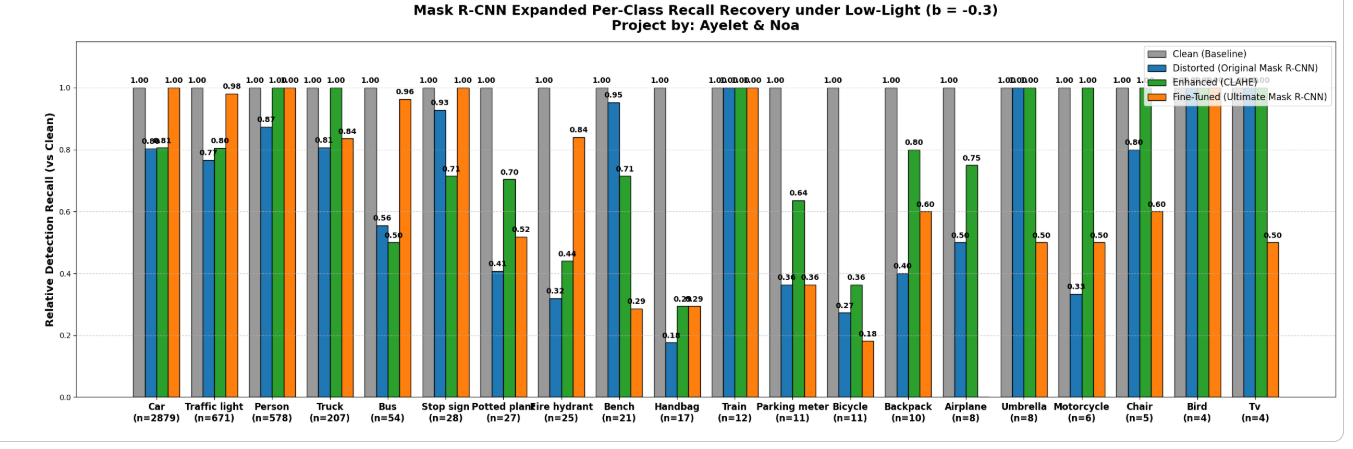 Mask R-CNN Expanded Per-Class Recall Recovery under Low-Light (b = -0.3)
Project by: Ayelet & Noa
Clean (Baseline)
Distorted (Original Mask R-CNN)
Enhanced (CLAHE)
Fine-Tuned (Ultimate Mask R-CNN)
Relative Detection Recall (vs Clean)
1.0
0.8
0.6
0.4
0.2
0.0
1.00 0.81 1.00
1.00 0.77 0.80 0.98
1.00 0.87 1.00
1.00 0.81 1.00 0.84
1.00 0.56 0.50 0.96
1.00 0.93 0.71 1.00
1.00 0.41 0.70 0.52
1.00 0.32 0.44 0.84
1.00 0.95 0.71 0.29
1.00 0.18 0.29 0.29
1.00
1.00 0.36 0.64 0.36
1.00 0.27 0.36 0.18
1.00 0.40 0.80 0.60
1.00 0.50 0.75
1.00 0.50
1.00 0.33 1.00 0.50
1.00 0.80 0.60
0.50
Car Traffic light Person Truck Bus Stop sign Potted plant Fire hydrant Bench Handbag Train Parking meter Bicycle Backpack Airplane Umbrella Motorcycle Chair Bird Tv
(n=2879) (n=671) (n=578) (n=207) (n=54) (n=28) (n=27) (n=25) (n=21) (n=17) (n=12) (n=11) (n=11) (n=10) (n=8) (n=8) (n=6) (n=5) (n=4) (n=4)